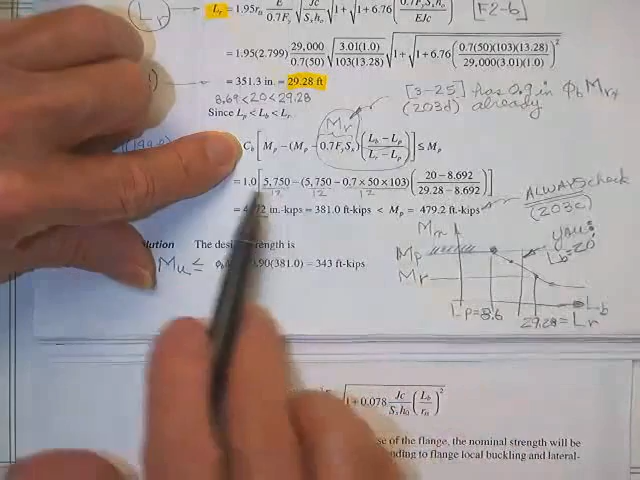 Lr
Lr = 1.95rts E/0.7Fy √Jc/Sxho √1+√1+6.76(0.7FySxho/EJc)
[F2-6]
= 1.95(2.799) 29,000/0.7(50) √3.01(1.0)/103(13.28) √1+√1+6.76(0.7(50)(103)(13.28)/29,000(3.01)(1.0))²
= 351.3 in. = 29.28 ft
8.69<20<29.28
[3-25] has 0.9 in ϕb Mrx
(203d) already
Since Lp < Lb < Lr
Mr
Cb[Mp – (Mp – 0.7FySx)(Lb – Lp/Lr – Lp)] ≤ Mp
= 1.0[5,750 – (5,750 – 0.7 × 50 × 103)(20 – 8.692/29.28 – 8.692)]
12 12 12
ALWAYS check
(203c)
in.-kips = 381.0 ft-kips < Mp = 479.2 ft-kips
Mn
you:
Lb=20
The design strength is
Mu ≤ 0.90(381.0) = 343 ft-kips
Mp
Mr
Lb
Lp=8.6
29.28=Lr
√1 + 0.078 Jc/Sxh0 (Lb/rts)²
se of the flange, the nominal strength will be
nding to flange local buckling and lateral-